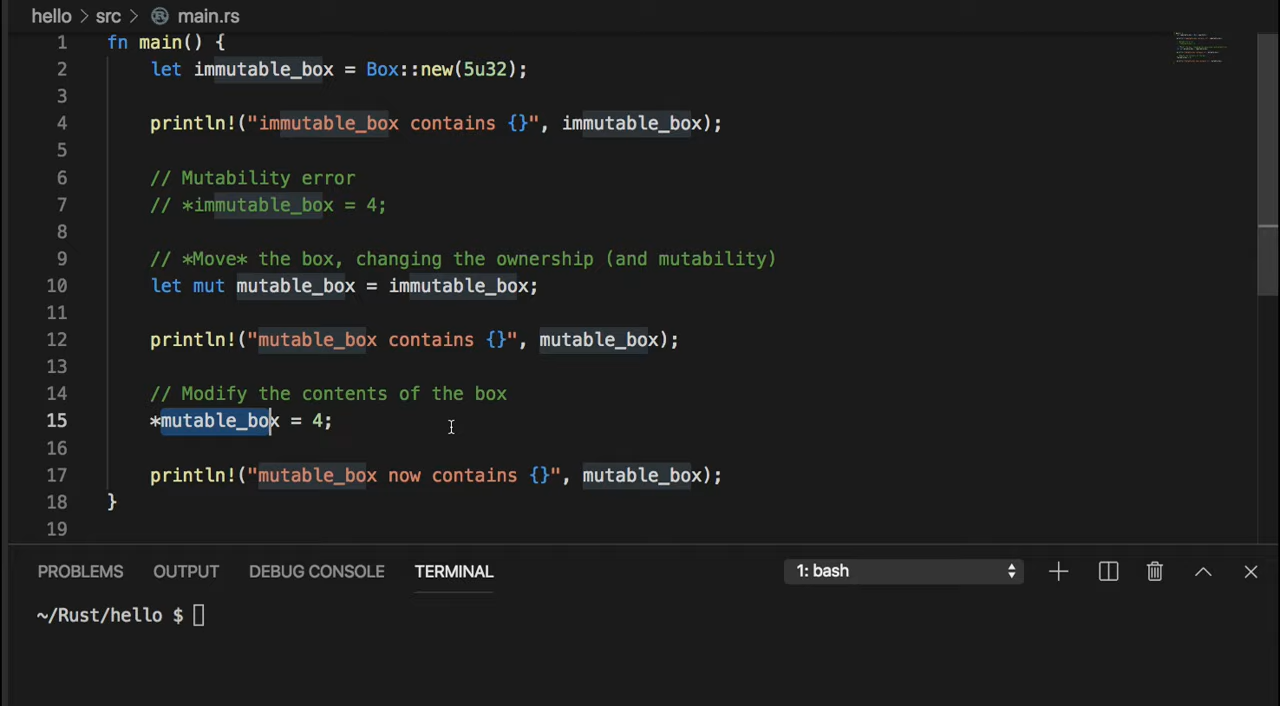 hello > src > main.rs
1 fn main() {
2 let immutable_box = Box::new(5u32);
3
4 println!("immutable_box contains {}", immutable_box);
5
6 // Mutability error
7 // *immutable_box = 4;
8
9 // *Move* the box, changing the ownership (and mutability)
10 let mut mutable_box = immutable_box;
11
12 println!("mutable_box contains {}", mutable_box);
13
14 // Modify the contents of the box
15 *mutable_box = 4;
16
17 println!("mutable_box now contains {}", mutable_box);
18 }
19
PROBLEMS OUTPUT DEBUG CONSOLE TERMINAL 1: bash
~/Rust/hello $